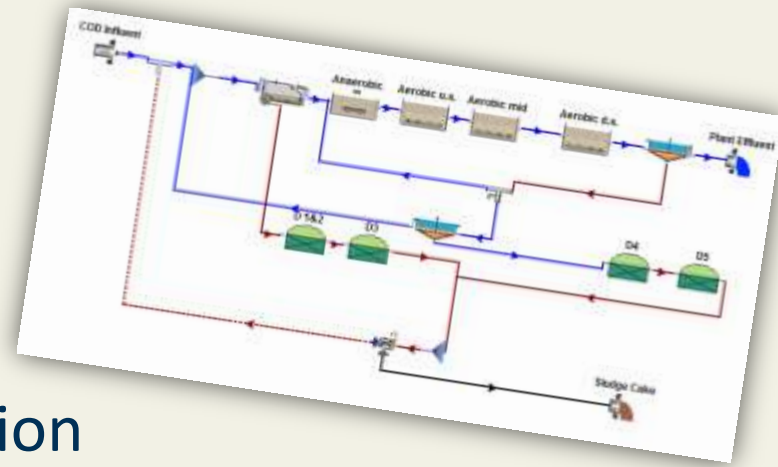 COD Influent
Anaerobic
Aerobic u.s.
Aerobic mid
Aerobic d.s.
Plant Effluent
D 1&2
D3
D4
D5
Sludge Cake
ion